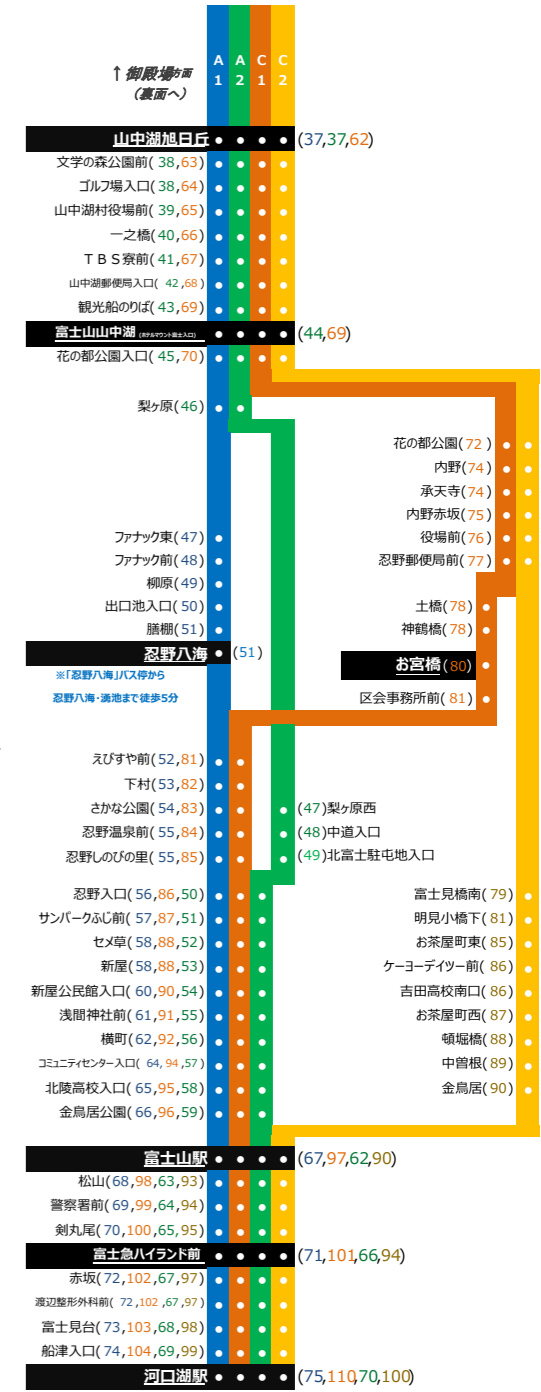 ↑御殿場方面
(裏面へ)
A1 A2 C1 C2
山中湖旭日丘 (37,37,62)
文学の森公園前( 38,63)
ゴルフ場入口( 38,64)
山中湖村役場前( 39,65)
一之橋(40,66)
TBS寮前( 41,67)
山中湖郵便局入口( 42 ,68)
観光船のりば( 43,69)
富士山山中湖 (ホテルマウント富士入口) (44,69)
花の都公園入口( 45,70)
梨ヶ原(46)
花の都公園(72 )
内野(74)
承天寺(74)
内野赤坂(75)
役場前(76)
忍野郵便局前(77)
ファナック東(47)
ファナック前(48)
柳原(49)
出口池入口( 50)
膳棚(51)
忍野八海 (51)
※「忍野八海」バス停から
忍野八海・湧池まで徒歩5分
土橋(78)
神鶴橋(78)
お宮橋(80)
区会事務所前( 81)
えびすや前(52,81)
下村(53,82)
さかな公園( 54,83)
忍野温泉前( 55,84)
忍野しのびの里(55,85)
(47)梨ヶ原西
(48)中道入口
(49)北富士駐屯地入口
忍野入口( 56,86,50)
サンパークふじ前( 57,87,51)
セメ草( 58,88,52)
新屋(58,88,53)
新屋公民館入口( 60,90,54)
浅間神社前( 61,91,55)
横町(62,92,56)
コミュニティセンター入口( 64, 94 ,57 )
北陵高校入口( 65,95,58)
金鳥居公園( 66,96,59)
富士見橋南( 79)
明見小橋下( 81)
お茶屋町東( 85)
ケーヨーデイツー前( 86)
吉田高校南口( 86)
お茶屋町西( 87)
頓堀橋( 88)
中曽根( 89)
金鳥居( 90)
富士山駅 (67,97,62,90)
松山(68,98,63,93)
警察署前( 69,99,64,94)
剣丸尾( 70,100,65,95)
富士急ハイランド前 (71,101,66,94)
赤坂(72,102,67,97)
渡辺整形外科前( 72 ,102 ,67 ,97)
富士見台( 73,103,68,98)
船津入口( 74,104,69,99)
河口湖駅 (75,110,70,100)